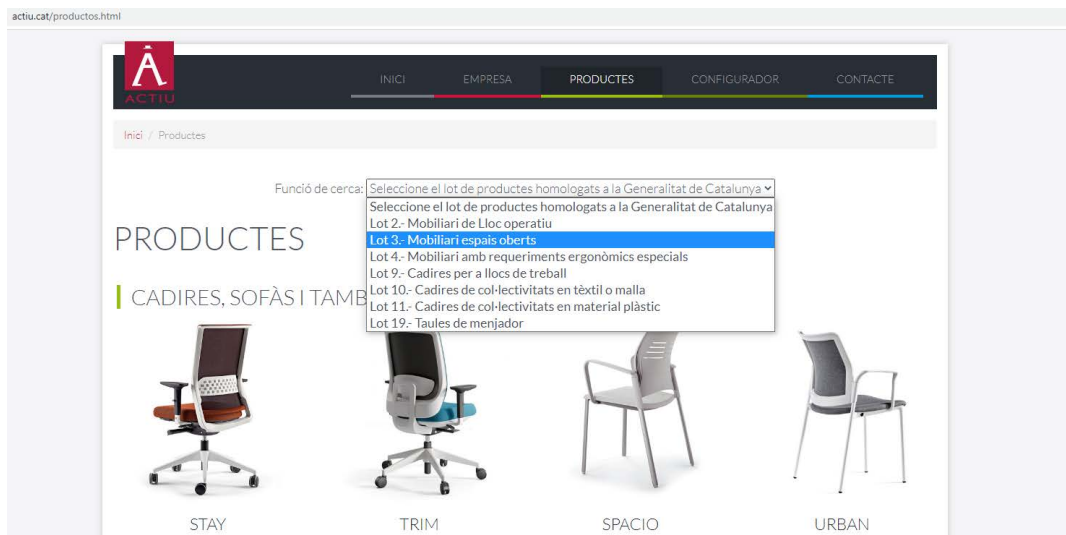 actiu.cat/productos.html
ACTIU
INICI EMPRESA PRODUCTES CONFIGURADOR CONTACTE
Inici / Productes
Funció de cerca: Seleccione el lot de productes homologats a la Generalitat de Catalunya
Seleccione el lot de productes homologats a la Generalitat de Catalunya
Lot 2.- Mobiliari de Lloc operatiu
Lot 3.- Mobiliari espais oberts
Lot 4.- Mobiliari amb requeriments ergonòmics especials
Lot 9.- Cadires per a llocs de treball
Lot 10.- Cadires de col·lectivitats en tèxtil o malla
Lot 11.- Cadires de col·lectivitats en material plàstic
Lot 19.- Taules de menjador
PRODUCTES
CADIRES, SOFÀS I TAMB
STAY TRIM SPACIO URBAN